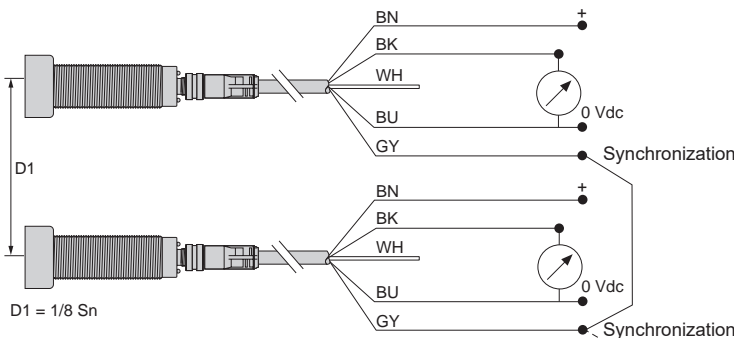 BN
+
BK
WH
0 Vdc
BU
GY
Synchronization
D1
BN
+
BK
WH
0 Vdc
BU
D1 = 1/8 Sn
GY
Synchronization